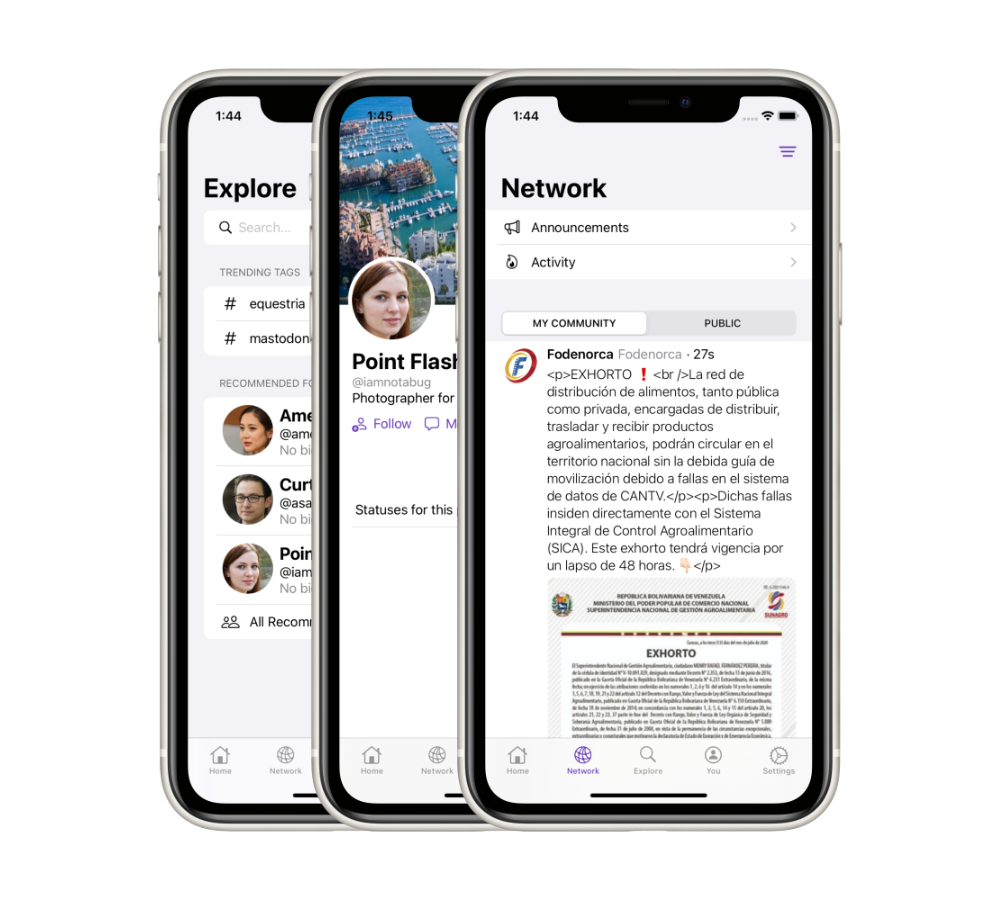 1:44
Explore
Search...
TRENDING TAGS
# equestria
# mastodon
RECOMMENDED FO
Ame
@ame
No bi
Curt
@asa
No bi
Poin
@iam
No bi
All Recom
Home
Network
1:45
Point Flash
@iamnotabug
Photographer for
Follow
M
Statuses for this
Home
Network
1:44
Network
Announcements
Activity
MY COMMUNITY
PUBLIC
Fodenorca Fodenorca · 27s
<p>EXHORTO ❗ <br />La red de
distribución de alimentos, tanto pública
como privada, encargadas de distribuir,
trasladar y recibir productos
agroalimentarios, podrán circular en el
territorio nacional sin la debida guía de
movilización debido a fallas en el sistema
de datos de CANTV.</p><p>Dichas fallas
insiden directamente con el Sistema
Integral de Control Agroalimentario
(SICA). Este exhorto tendrá vigencia por
un lapso de 48 horas. 👇🏻</p>
REPÚBLICA BOLIVARIANA DE VENEZUELA
MINISTERIO DEL PODER POPULAR DE COMERCIO NACIONAL
SUPERINTENDENCIA NACIONAL DE GESTIÓN AGROALIMENTARIA
SUNAGRO
EXHORTO
Home
Network
Explore
You
Settings